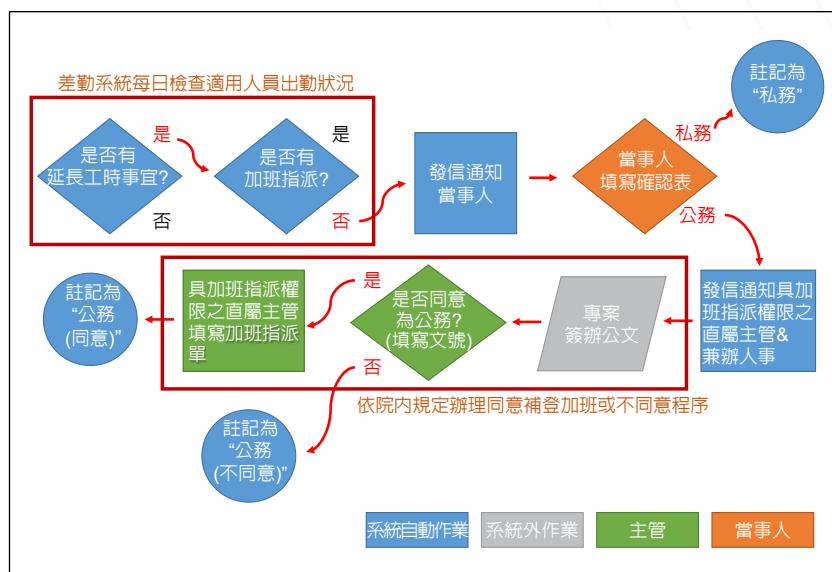 差勤系統每日檢查適用人員出勤狀況
是否有
延長工時事宜?
是
否
是否有
加班指派?
是
否
發信通知
當事人
當事人
填寫確認表
私務
註記為
“私務”
公務
發信通知具加
班指派權限之
直屬主管&
兼辦人事
專案
簽辦公文
是否同意
為公務?
(填寫文號)
是
否
具加班指派權
限之直屬主管
填寫加班指派
單
註記為
“公務
(同意)”
註記為
“公務
(不同意)”
依院內規定辦理同意補登加班或不同意程序
系統自動作業
系統外作業
主管
當事人